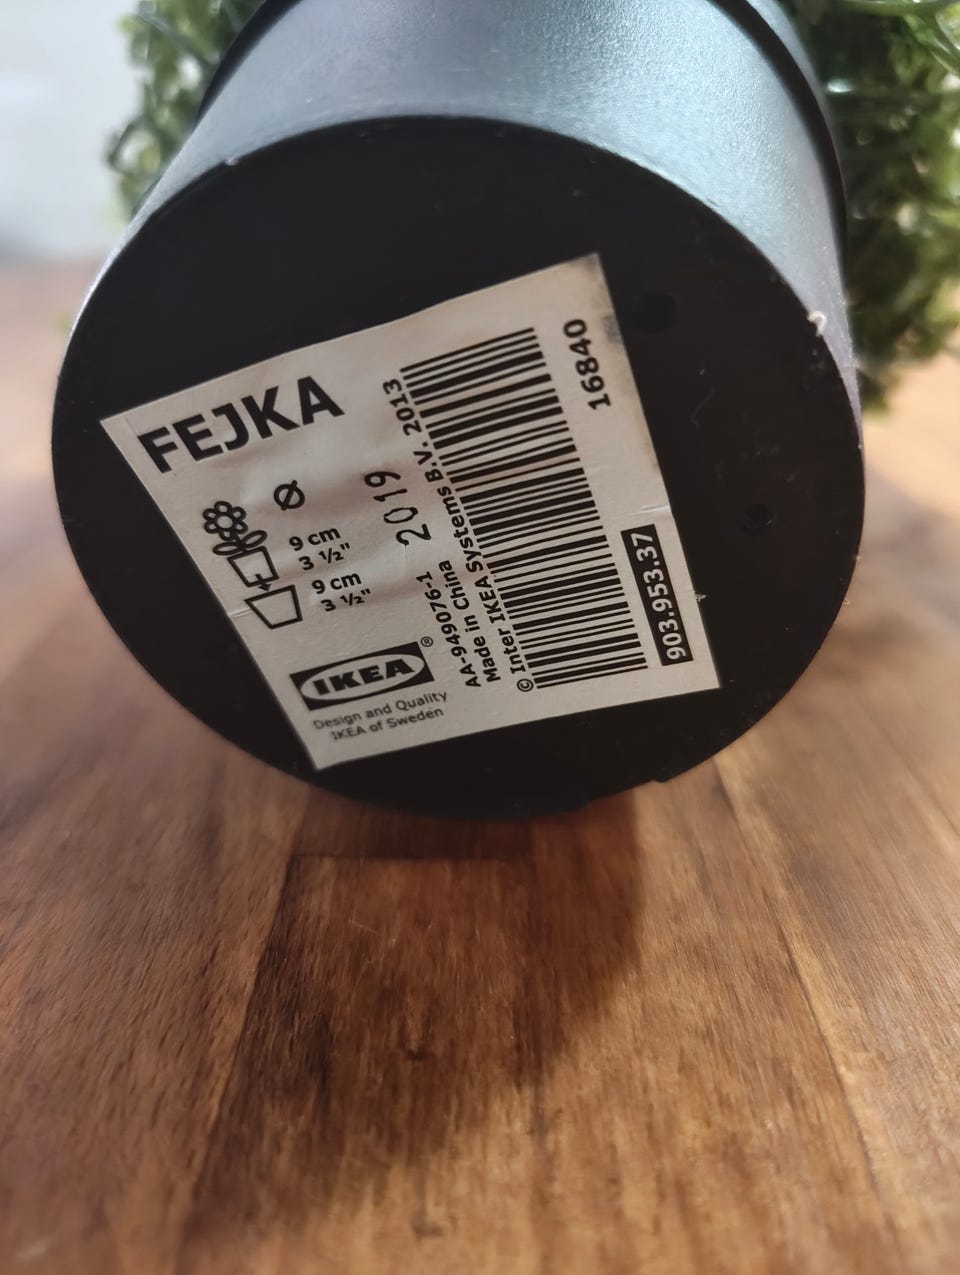 FEJKA
Ø
9 cm
3 ½"
9 cm
3 ½"
2019
IKEA®
Design and Quality
IKEA of Sweden
AA-949076-1
Made in China
© Inter IKEA Systems B.V. 2013
16840
903.953.37